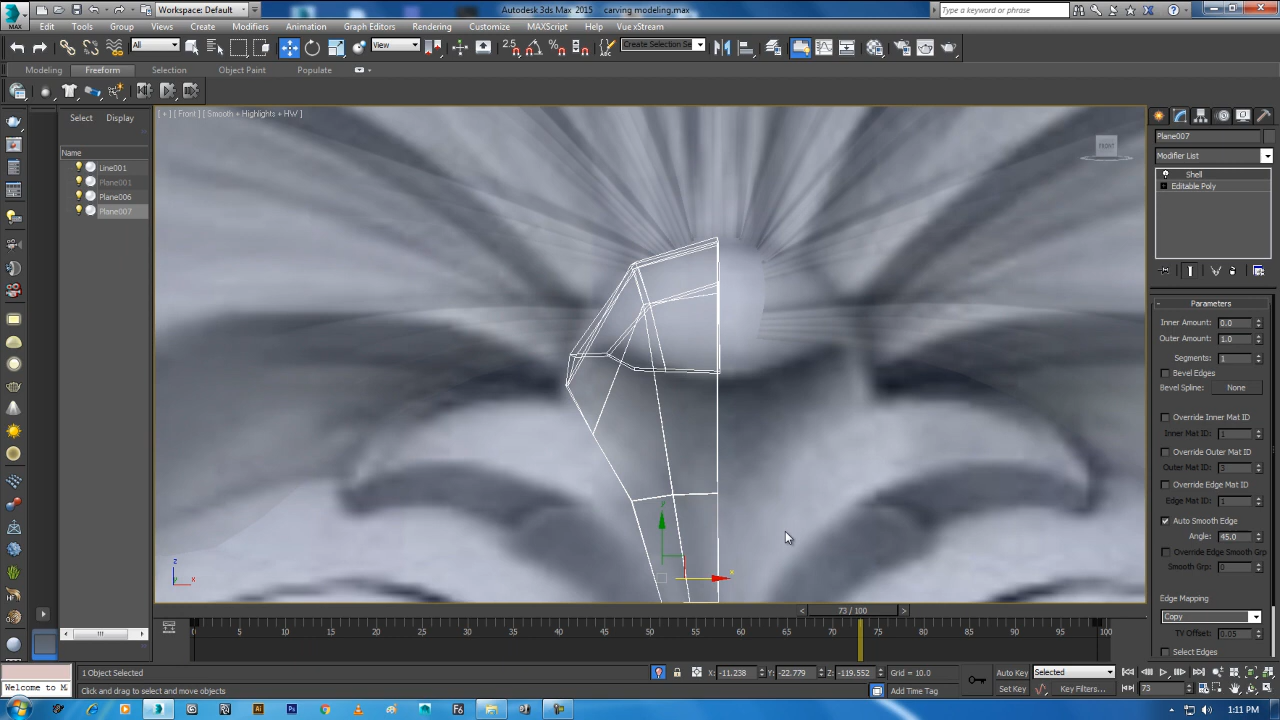 Workspace: Default
Autodesk 3ds Max 2015 carving modeling.max
Type a keyword or phrase
MAX
Edit Tools Group Views Create Modifiers Animation Graph Editors Rendering Customize MAXScript Help Vue xStream
All
View
2.5
Create Selection Se
Modeling Freeform Selection Object Paint Populate
Select Display
[ + ] [ Front ] [ Smooth + Highlights + HW ]
FRONT
Name
Line001
Plane001
Plane006
Plane007
Plane007
Modifier List
Shell
Editable Poly
Parameters
Inner Amount: 0.0
Outer Amount: 1.0
Segments: 1
Bevel Edges
Bevel Spline: None
Override Inner Mat ID
Inner Mat ID: 1
Override Outer Mat ID
Outer Mat ID: 3
Override Edge Mat ID
Edge Mat ID: 1
Auto Smooth Edge
Angle: 45.0
Override Edge Smooth Grp
Smooth Grp: 0
Edge Mapping
Copy
TV Offset: 0.05
Select Edges
y
x
z
x
73 / 100
0 5 10 15 20 25 30 35 40 45 50 55 60 65 70 75 80 85 90 95 100
1 Object Selected
X: -11.238 Y: -22.779 Z: -119.552 Grid = 10.0
Auto Key Selected
Welcome to M
Click and drag to select and move objects
Add Time Tag
Set Key Key Filters...
73
1:11 PM